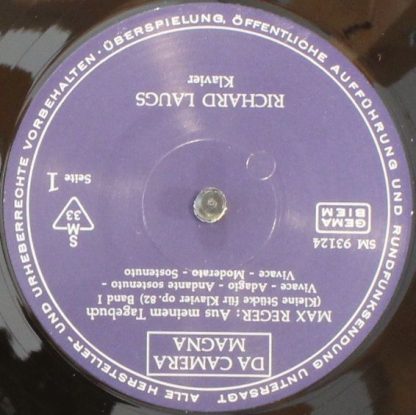 DA CAMERA
MAGNA
MAX REGER: Aus meinem Tagebuch
(Kleine Stücke für Klavier op. 82 Band I
Vivace - Adagio - Andante sostenuto -
Vivace - Moderato - Sostenuto
SM 93124
GEMA
BIEM
S
M 33
Seite 1
RICHARD LAUGS
Klavier
ALLE HERSTELLER- UND URHEBERRECHTE VORBEHALTEN · ÜBERSPIELUNG, ÖFFENTLICHE AUFFÜHRUNG UND RUNDFUNKSENDUNG UNTERSAGT